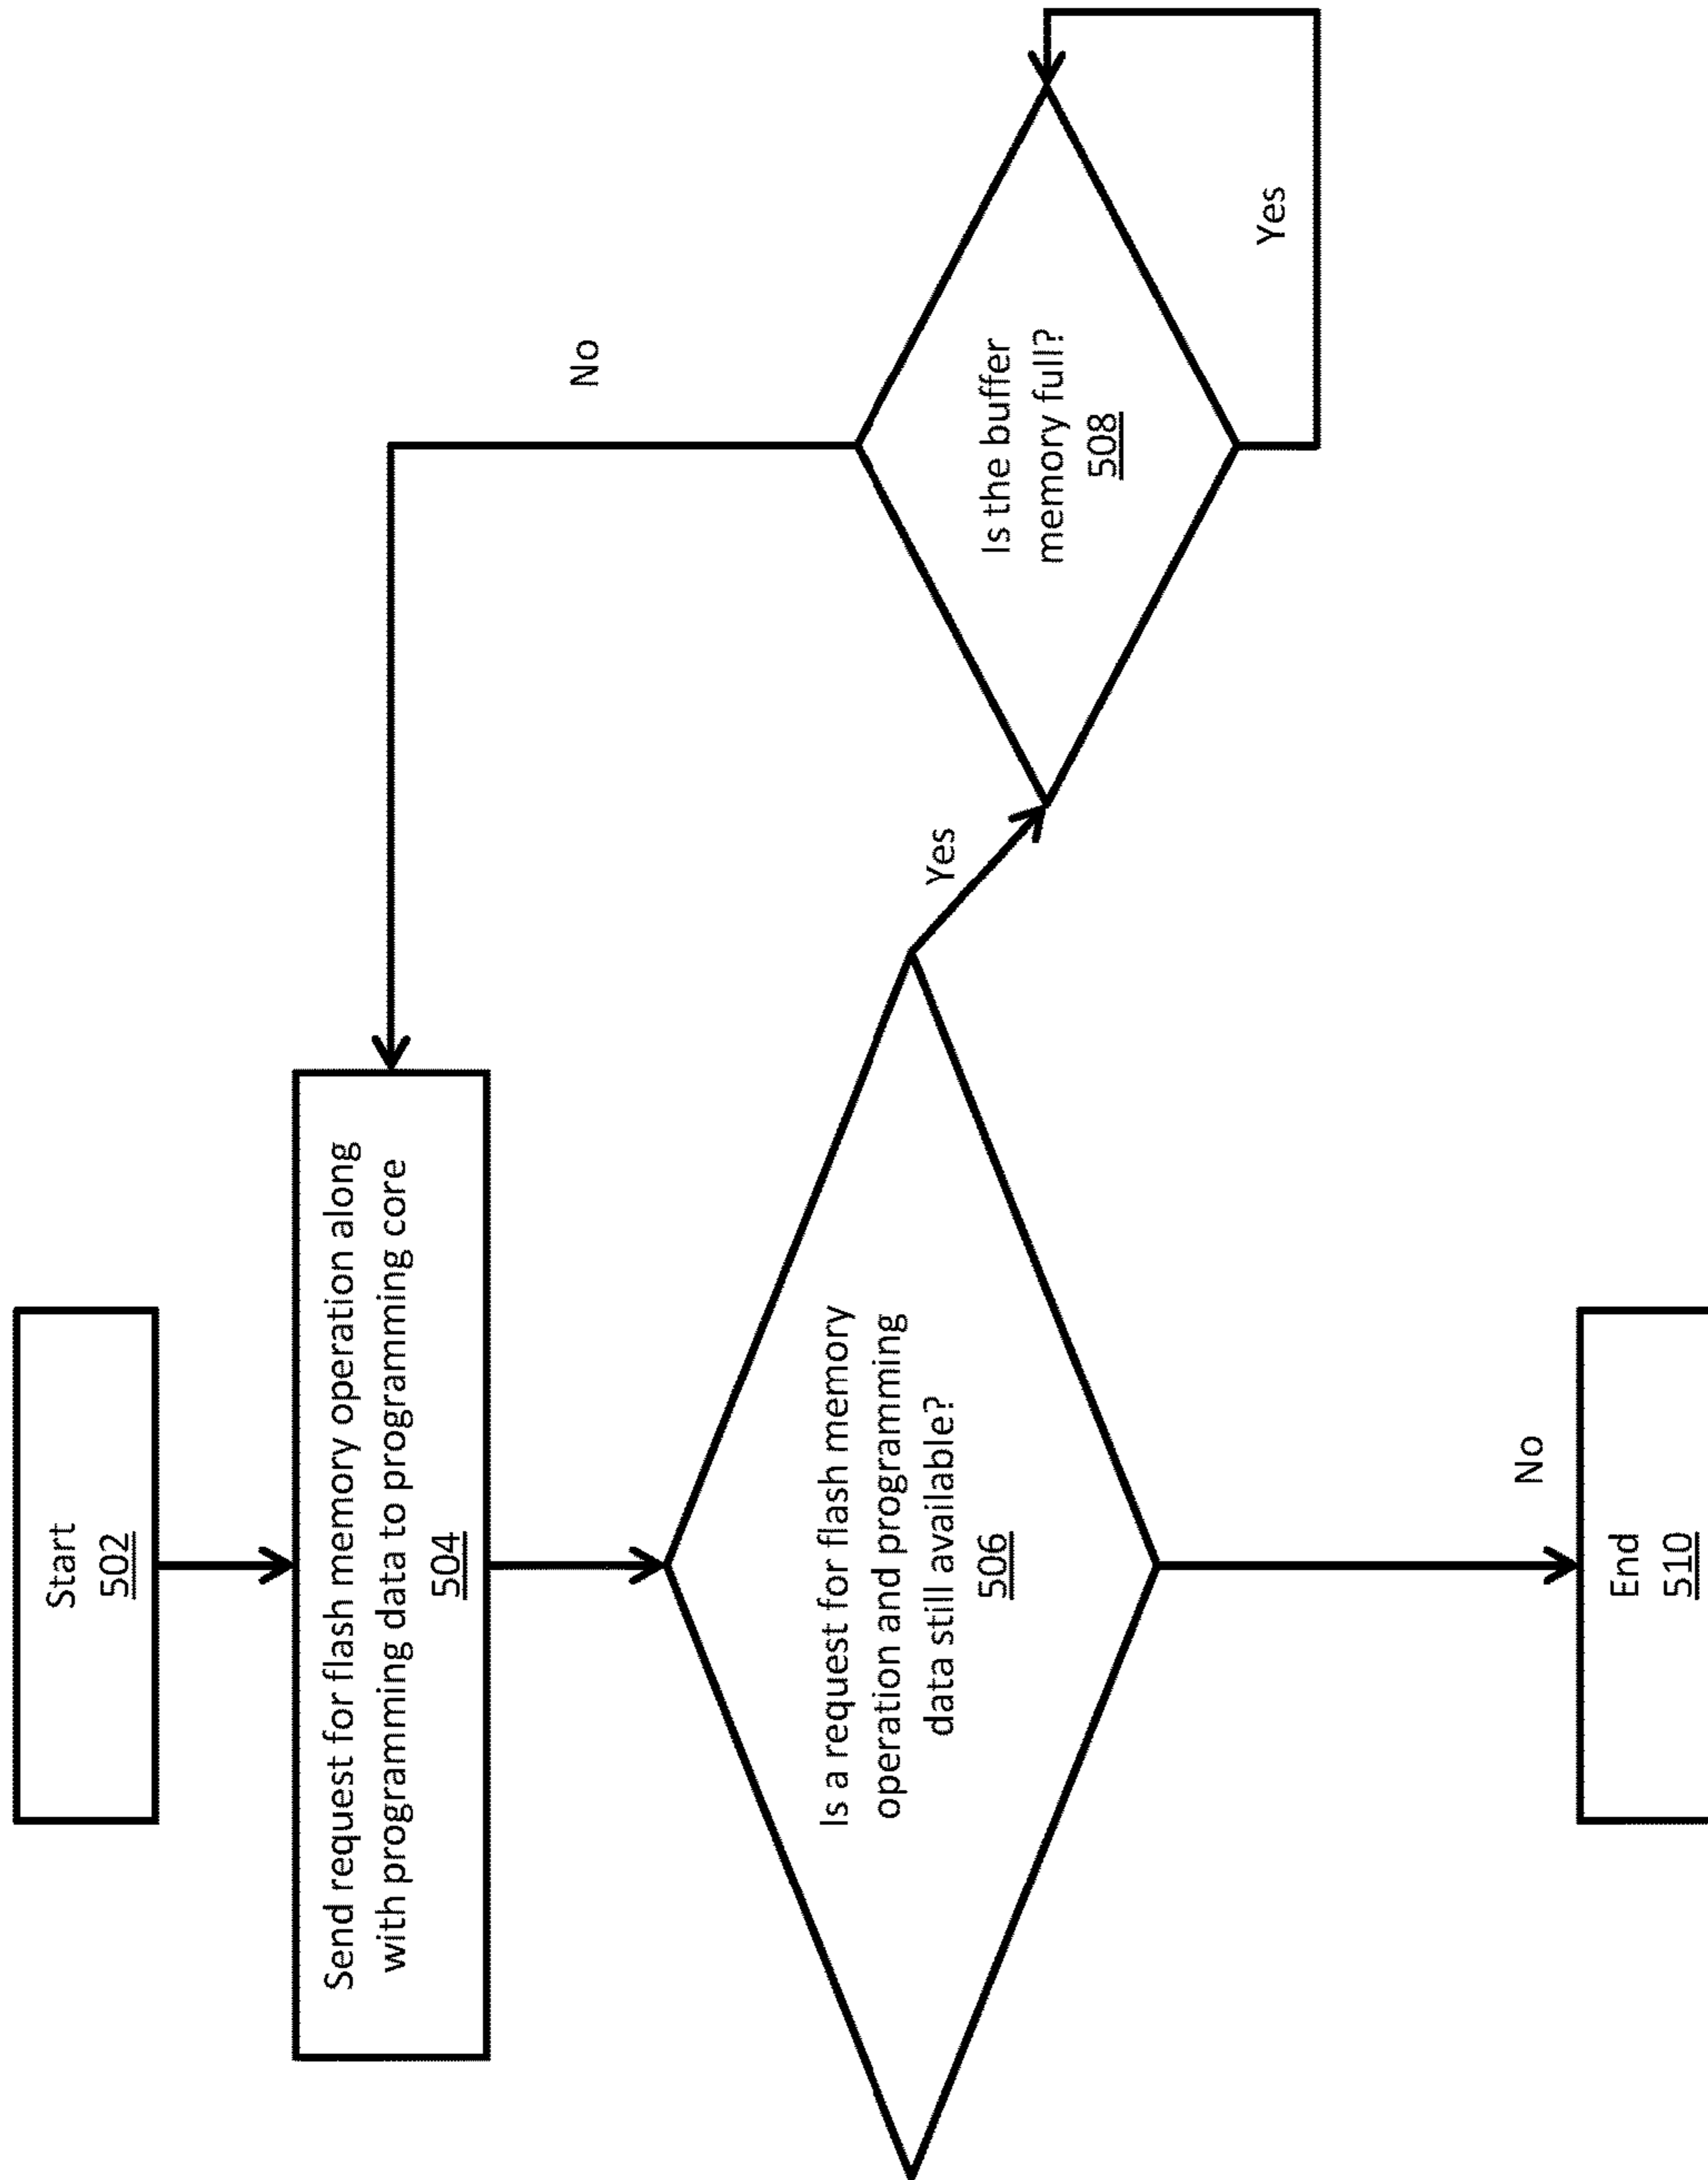 Start
502
Send request for flash memory operation along
with programming data to programming core
504
Is a request for flash memory
operation and programming
data still available?
506
Yes
Is the buffer
memory full?
508
Yes
No
No
End
510